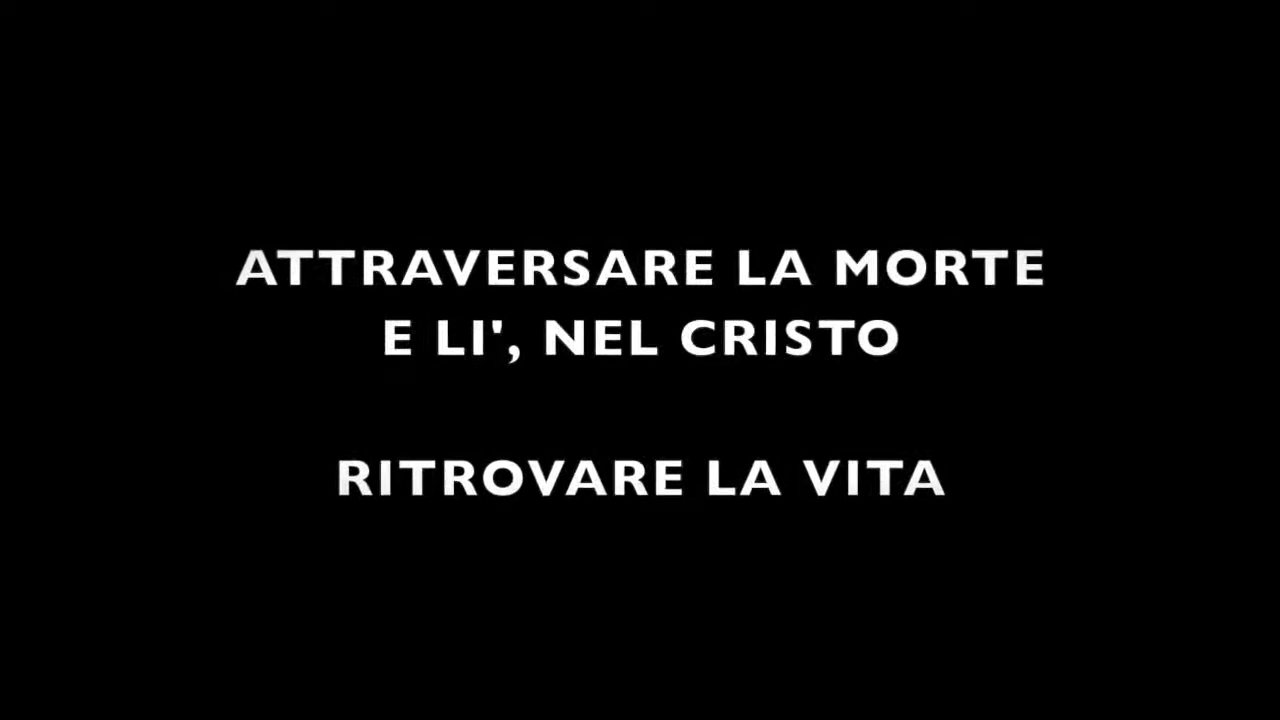 ATTRAVERSARE LA MORTE
E LI', NEL CRISTO
RITROVARE LA VITA